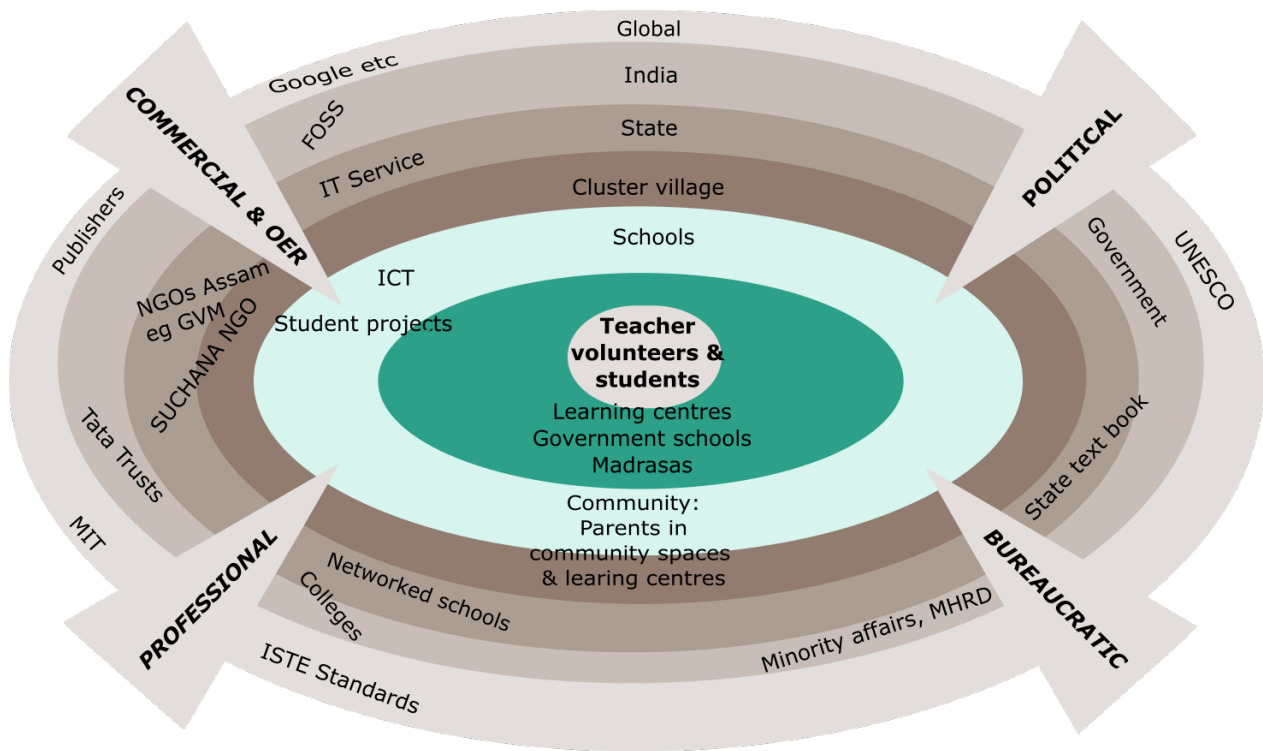 Global
Google etc
India
FOSS
State
IT Service
Cluster village
COMMERCIAL & OER
POLITICAL
Publishers
Schools
Government
UNESCO
ICT
NGOs Assam
eg GVM
SUCHANA NGO
Student projects
Teacher
volunteers &
students
Learning centres
Government schools
Madrasas
Tata Trusts
State text book
MIT
Community:
Parents in
community spaces
& learing centres
PROFESSIONAL
BUREAUCRATIC
Networked schools
Colleges
Minority affairs, MHRD
ISTE Standards